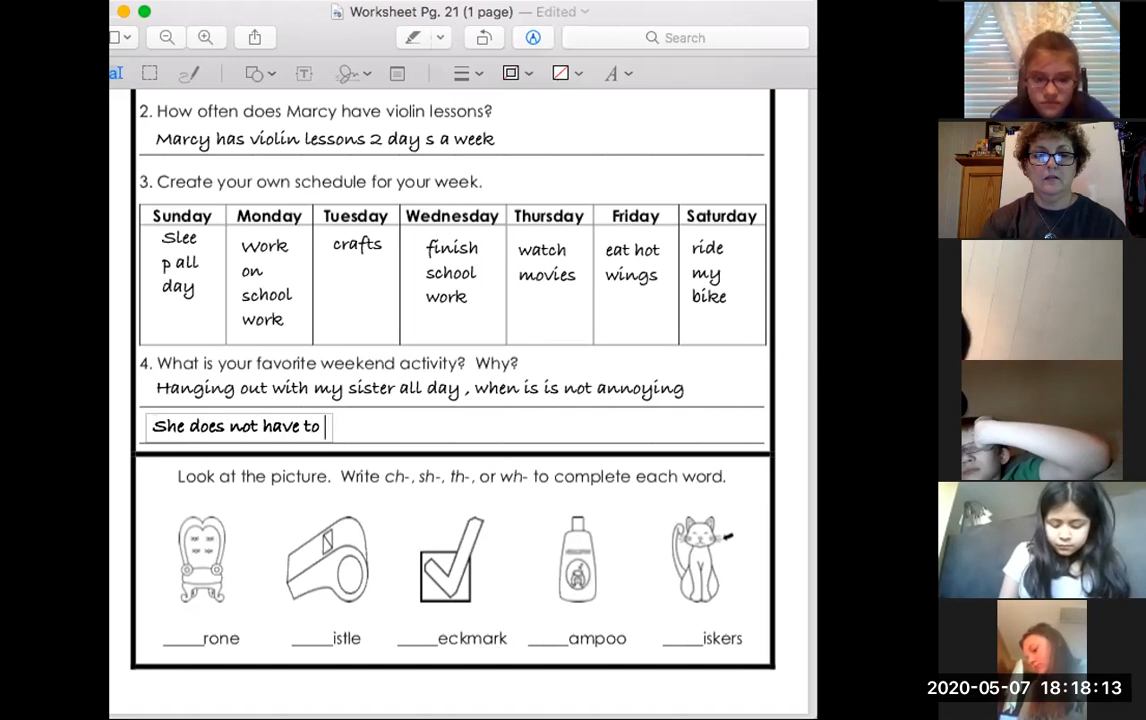 Worksheet Pg. 21 (1 page) — Edited
Search
2. How often does Marcy have violin lessons?
Marcy has violin lessons 2 day s a week
3. Create your own schedule for your week.
Sunday Monday Tuesday Wednesday Thursday Friday Saturday
Slee
p all
day
Work
on
school
work
crafts
finish
school
work
watch
movies
eat hot
wings
ride
my
bike
4. What is your favorite weekend activity? Why?
Hanging out with my sister all day , when is is not annoying
She does not have to
Look at the picture. Write ch-, sh-, th-, or wh- to complete each word.
____rone ____istle ____eckmark ____ampoo ____iskers
2020-05-07 18:18:13